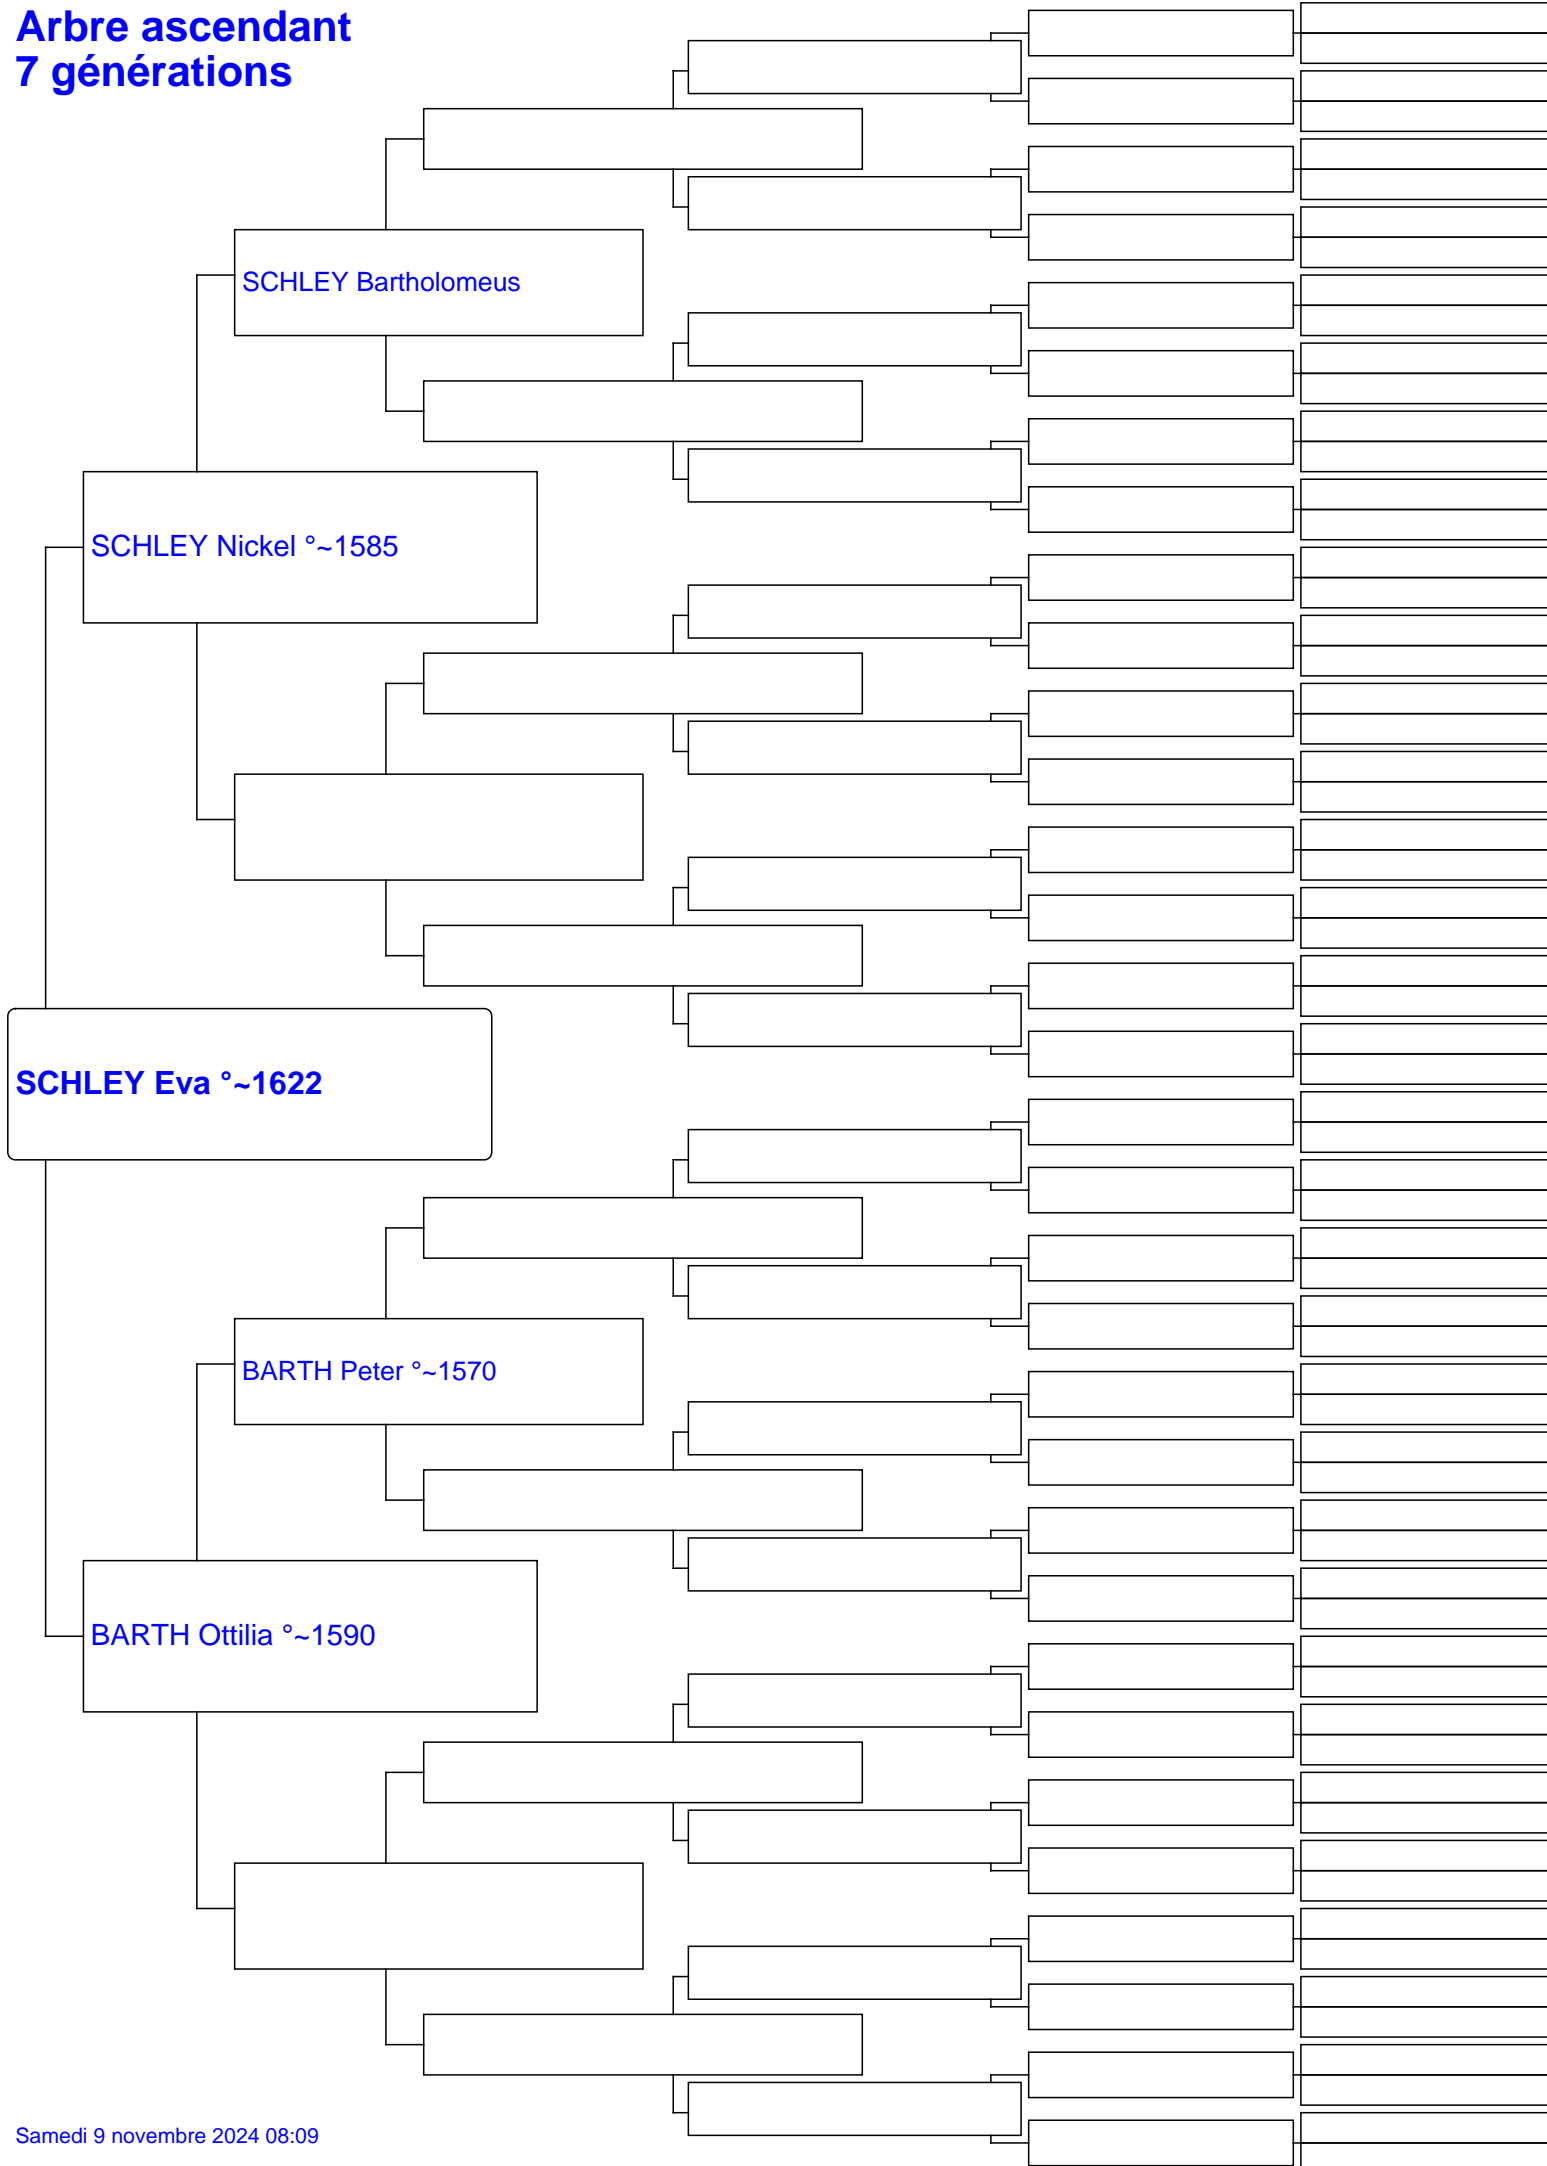 Arbre ascendant
7 générations
SCHLEY Bartholomeus
SCHLEY Nickel °~1585
SCHLEY Eva °~1622
BARTH Peter °~1570
BARTH Ottilia °~1590
Samedi 9 novembre 2024 08:09